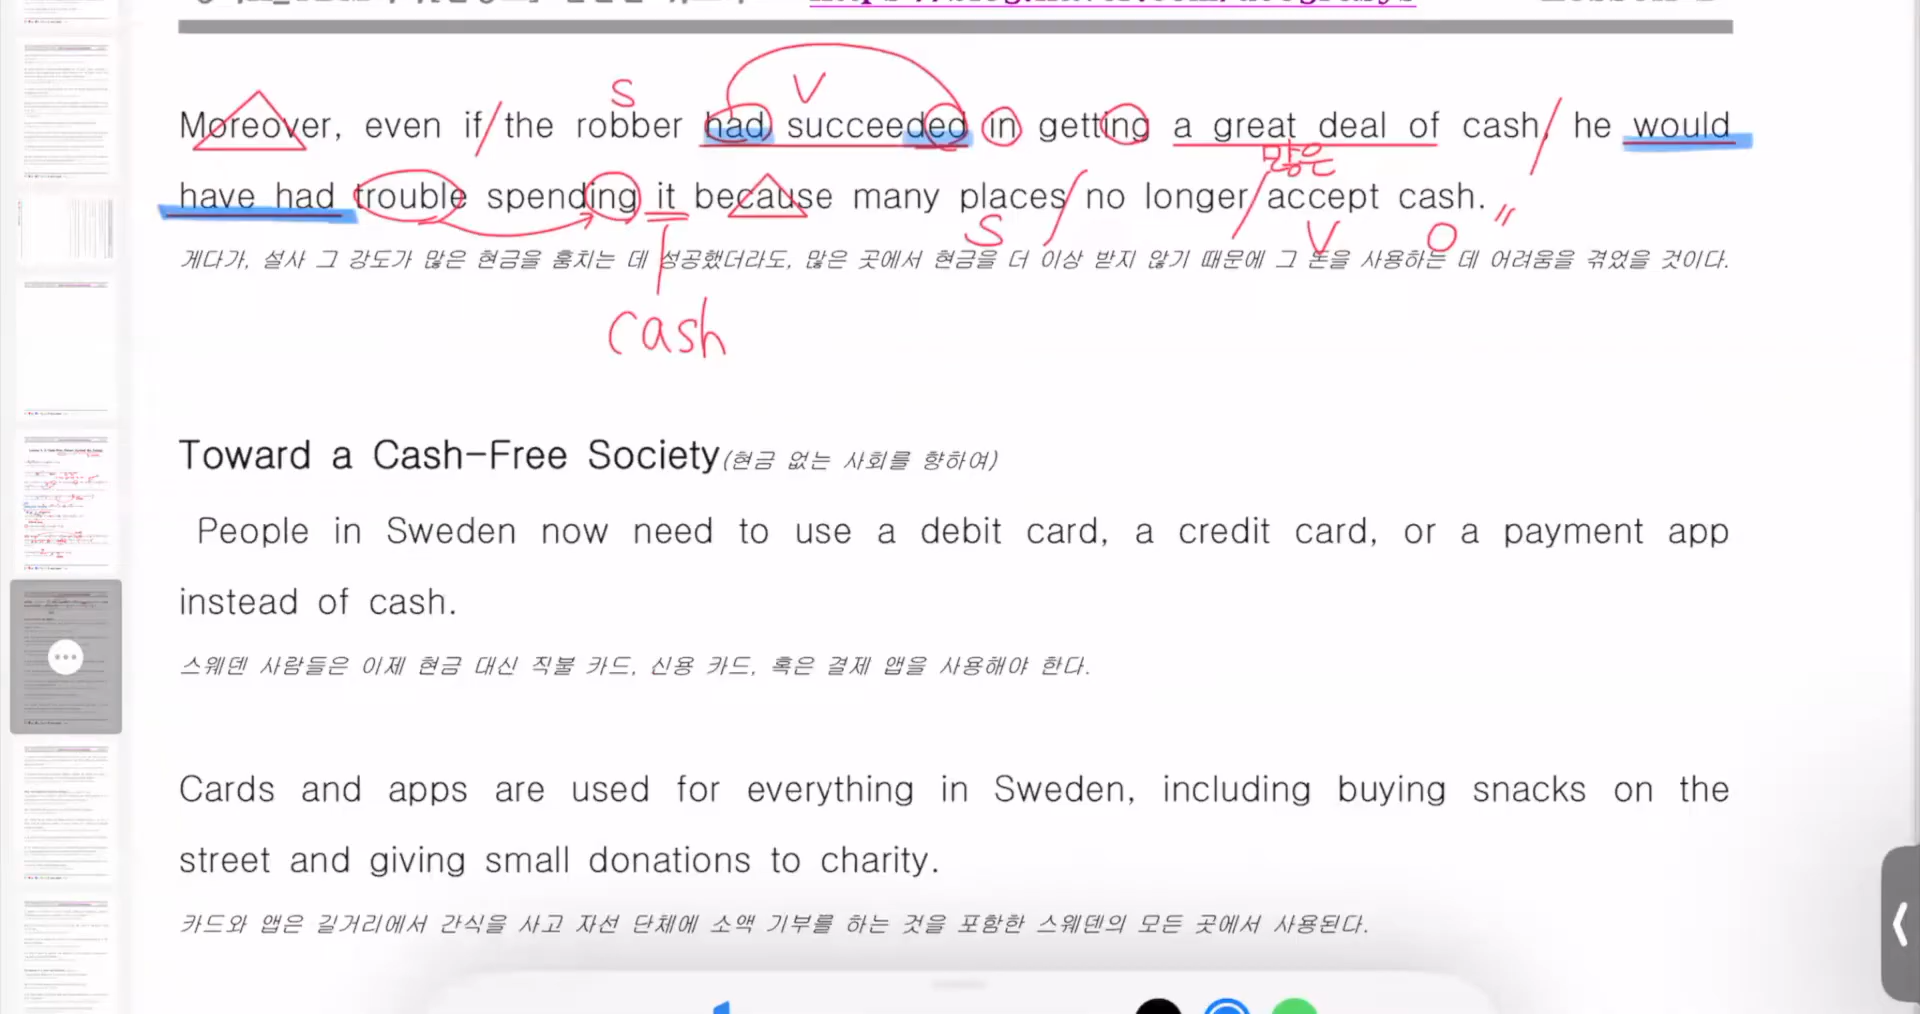 S V
Moreover, even if the robber had succeeded in getting a great deal of cash, he would
많은
have had trouble spending it because many places no longer accept cash.
S V O
게다가, 설사 그 강도가 많은 현금을 훔치는 데 성공했더라도, 많은 곳에서 현금을 더 이상 받지 않기 때문에 그 돈을 사용하는 데 어려움을 겪었을 것이다.
cash
Toward a Cash-Free Society(현금 없는 사회를 향하여)
People in Sweden now need to use a debit card, a credit card, or a payment app
instead of cash.
스웨덴 사람들은 이제 현금 대신 직불 카드, 신용 카드, 혹은 결제 앱을 사용해야 한다.
Cards and apps are used for everything in Sweden, including buying snacks on the
street and giving small donations to charity.
카드와 앱은 길거리에서 간식을 사고 자선 단체에 소액 기부를 하는 것을 포함한 스웨덴의 모든 곳에서 사용된다.